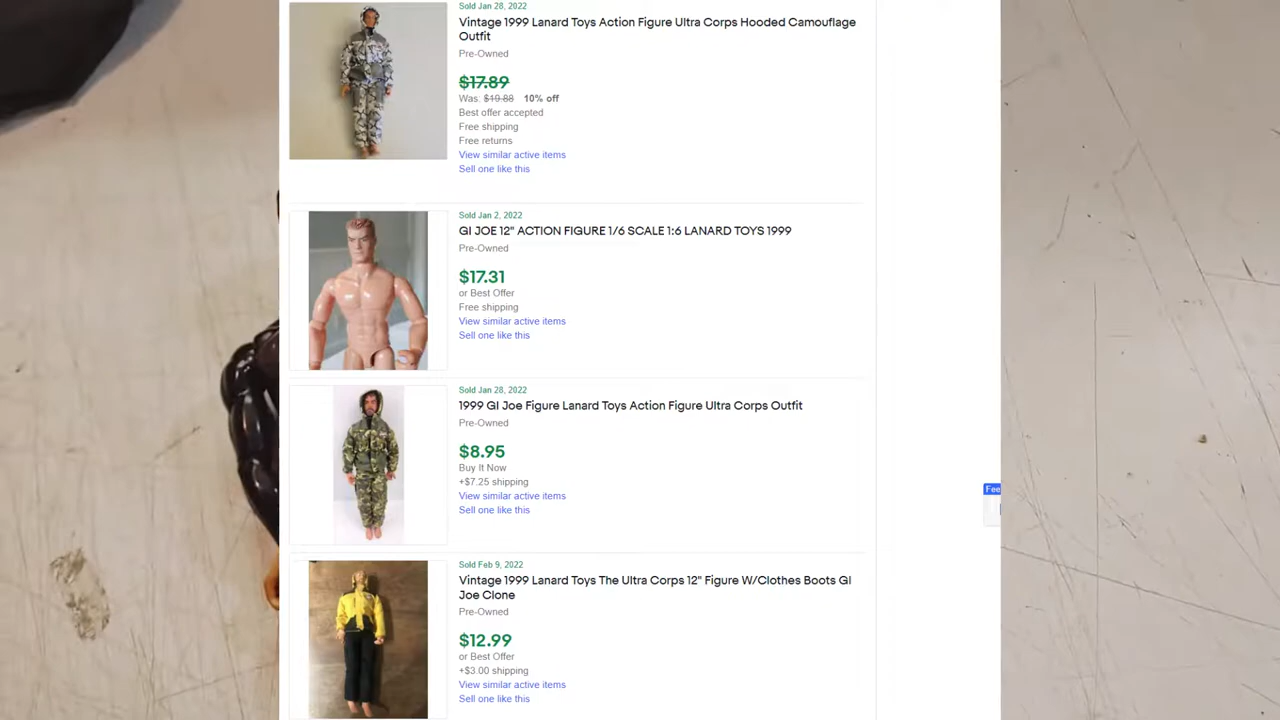 Sold Jan 28, 2022
Vintage 1999 Lanard Toys Action Figure Ultra Corps Hooded Camouflage
Outfit
Pre-Owned
$17.89
Was: $19.88 10% off
Best offer accepted
Free shipping
Free returns
View similar active items
Sell one like this
Sold Jan 2, 2022
GI JOE 12" ACTION FIGURE 1/6 SCALE 1:6 LANARD TOYS 1999
Pre-Owned
$17.31
or Best Offer
Free shipping
View similar active items
Sell one like this
Sold Jan 28, 2022
1999 GI Joe Figure Lanard Toys Action Figure Ultra Corps Outfit
Pre-Owned
$8.95
Buy It Now
+$7.25 shipping
View similar active items
Sell one like this
Fee
Sold Feb 9, 2022
Vintage 1999 Lanard Toys The Ultra Corps 12" Figure W/Clothes Boots GI
Joe Clone
Pre-Owned
$12.99
or Best Offer
+$3.00 shipping
View similar active items
Sell one like this